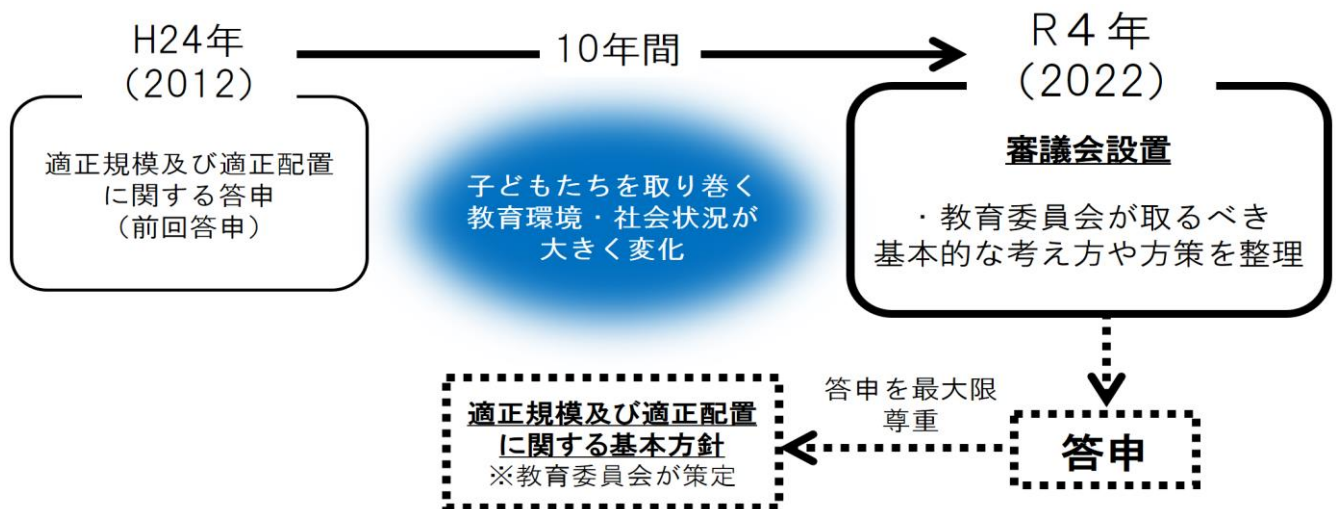 H24年
（2012）
10年間
R４年
（2022）
適正規模及び適正配置
に関する答申
（前回答申）
子どもたちを取り巻く
教育環境・社会状況が
大きく変化
審議会設置
・教育委員会が取るべき
基本的な考え方や方策を整理
答申を最大限
尊重
答申
適正規模及び適正配置
に関する基本方針
※教育委員会が策定